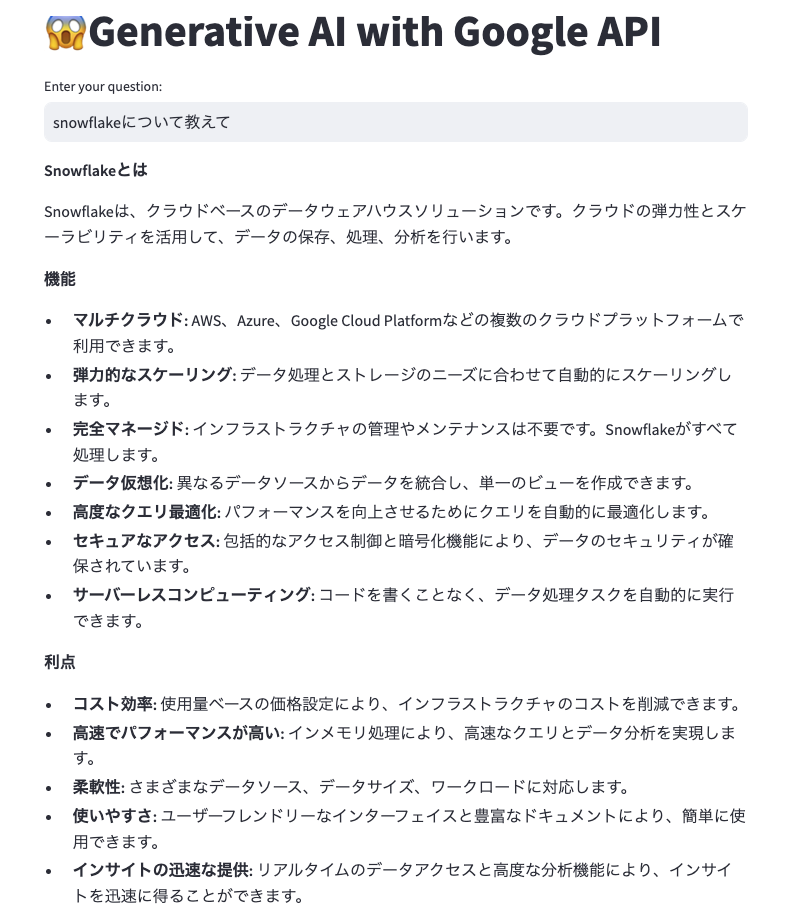 😱Generative AI with Google API
Enter your question:
snowflakeについて教えて
Snowflakeとは
Snowflakeは、クラウドベースのデータウェアハウスソリューションです。クラウドの弾力性とスケ
ーラビリティを活用して、データの保存、処理、分析を行います。
機能
• マルチクラウド: AWS、Azure、Google Cloud Platformなどの複数のクラウドプラットフォームで
利用できます。
• 弾力的なスケーリング: データ処理とストレージのニーズに合わせて自動的にスケーリングし
ます。
• 完全マネージド: インフラストラクチャの管理やメンテナンスは不要です。Snowflakeがすべて
処理します。
• データ仮想化: 異なるデータソースからデータを統合し、単一のビューを作成できます。
• 高度なクエリ最適化: パフォーマンスを向上させるためにクエリを自動的に最適化します。
• セキュアなアクセス: 包括的なアクセス制御と暗号化機能により、データのセキュリティが確
保されています。
• サーバーレスコンピューティング: コードを書くことなく、データ処理タスクを自動的に実行
できます。
利点
• コスト効率: 使用量ベースの価格設定により、インフラストラクチャのコストを削減できます。
• 高速でパフォーマンスが高い: インメモリ処理により、高速なクエリとデータ分析を実現しま
す。
• 柔軟性: さまざまなデータソース、データサイズ、ワークロードに対応します。
• 使いやすさ: ユーザーフレンドリーなインターフェイスと豊富なドキュメントにより、簡単に使
用できます。
• インサイトの迅速な提供: リアルタイムのデータアクセスと高度な分析機能により、インサイ
トを迅速に得ることができます。